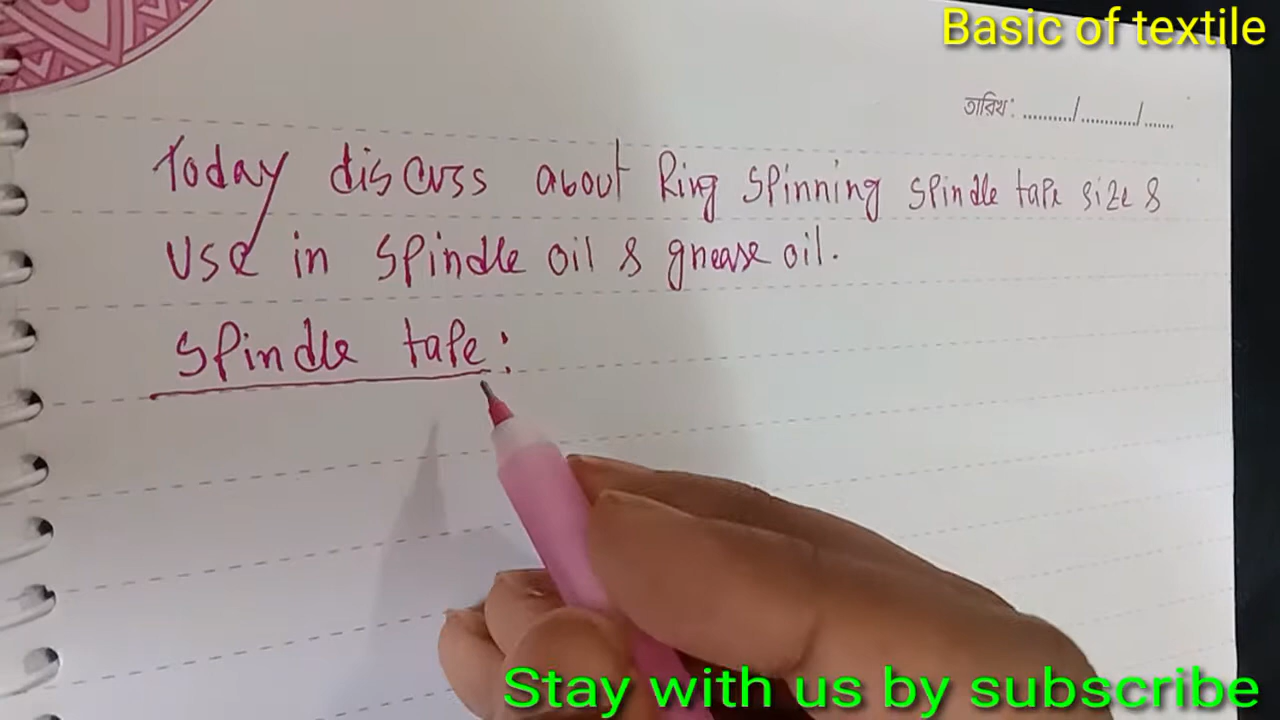 Basic of textile
তারিখ: ........../.........../.......
Today discuss about Ring spinning spindle tape size &
Use in spindle oil & grease oil.
Spindle tape:
Stay with us by subscribe